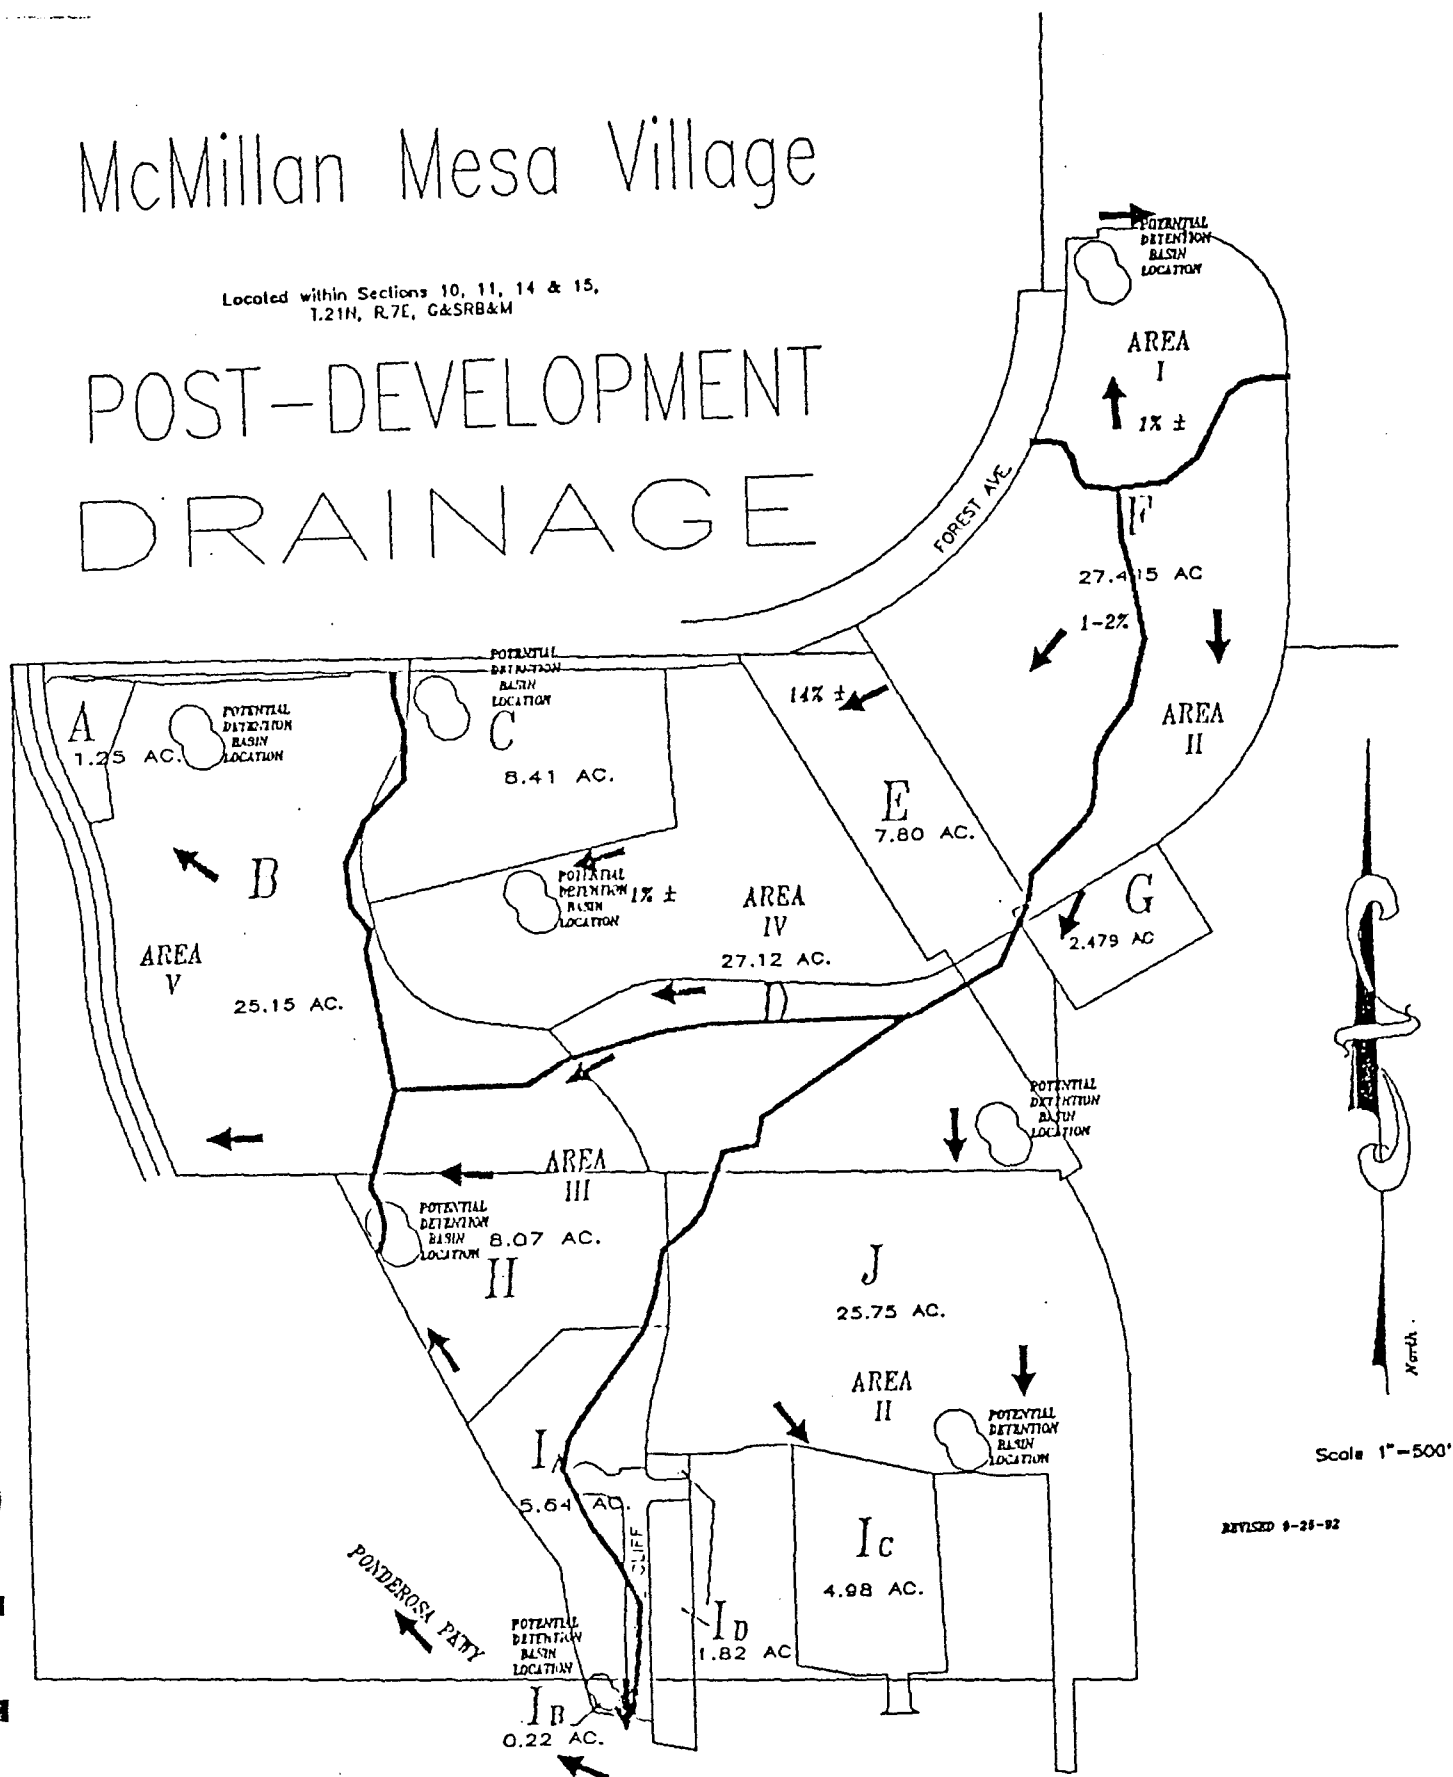 McMillan Mesa Village
Located within Sections 10, 11, 14 & 15,
T.21N, R.7E, G&SRB&M
POST-DEVELOPMENT
DRAINAGE
POTENTIAL
DETENTION
BASIN
LOCATION
AREA
I
1% ±
FOREST AVE.
F
27.415 AC
1-2%
AREA
II
POTENTIAL
DETENTION
BASIN
LOCATION
14% ±
A
1.25 AC.
POTENTIAL
DETENTION
BASIN
LOCATION
C
8.41 AC.
E
7.80 AC.
B
POTENTIAL
DETENTION
BASIN
LOCATION
1% ±
AREA
IV
27.12 AC.
G
2.479 AC
AREA
V
25.15 AC.
POTENTIAL
DETENTION
BASIN
LOCATION
AREA
III
POTENTIAL
DETENTION
BASIN
LOCATION
8.07 AC.
H
J
25.75 AC.
AREA
II
North.
POTENTIAL
DETENTION
BASIN
LOCATION
Scale 1"=500'
IA
5.64 AC.
CLIFF
IC
4.98 AC.
REVISED 9-25-92
PONDEROSA PKWY
POTENTIAL
DETENTION
BASIN
LOCATION
ID
1.82 AC
IB
0.22 AC.